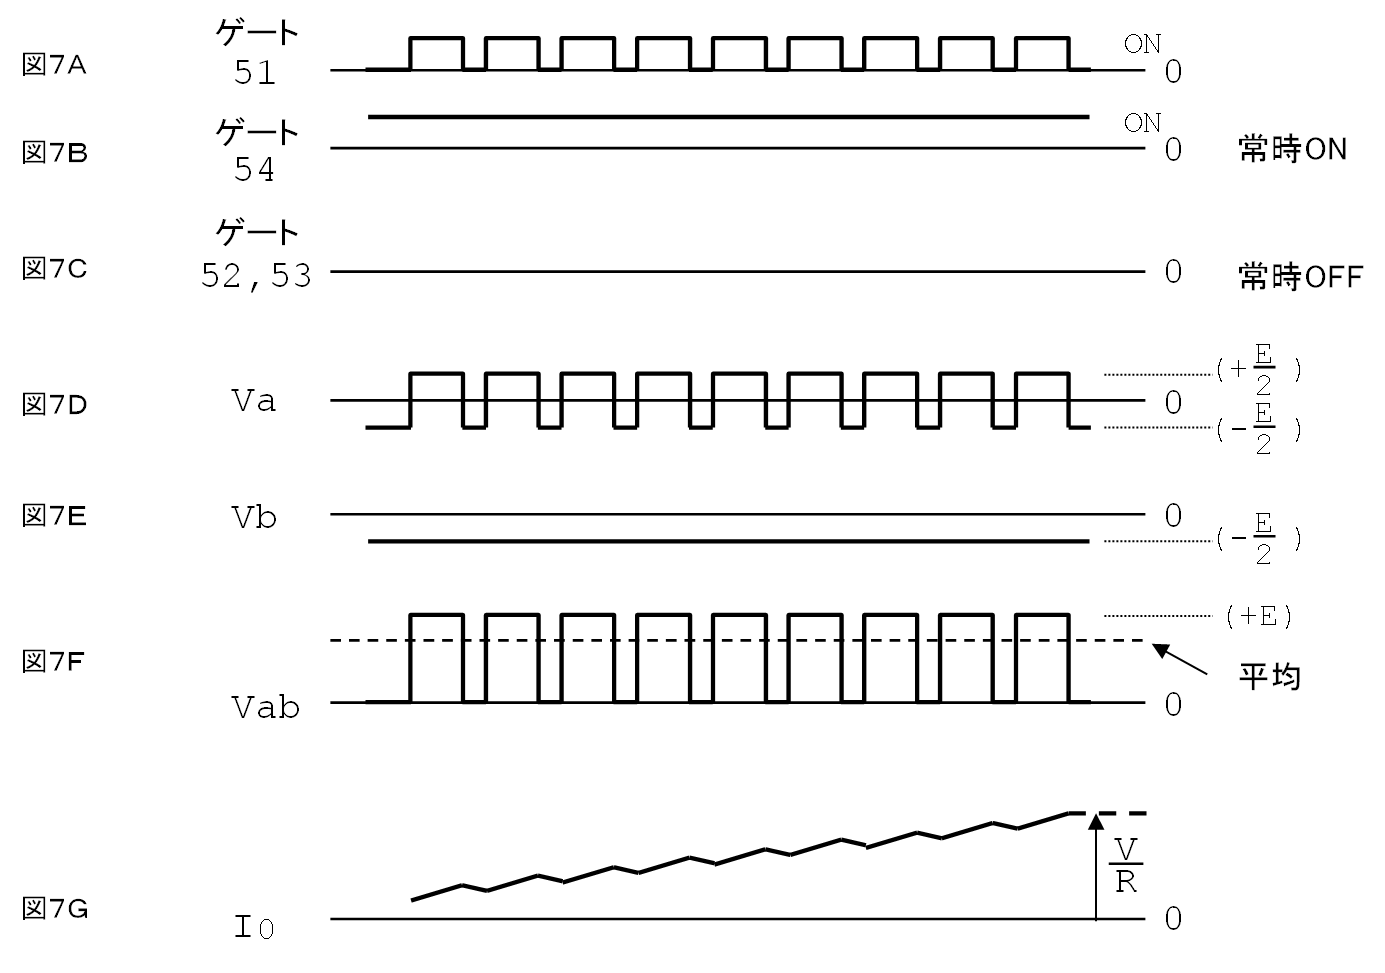 図7A
ゲート
51
ON
0
図7B
ゲート
54
ON
0
常時ON
図7C
ゲート
52,53
0
常時OFF
図7D
Va
(+E/2)
0
(-E/2)
図7E
Vb
0
(-E/2)
図7F
Vab
(+E)
平均
0
図7G
I0
V/R
0